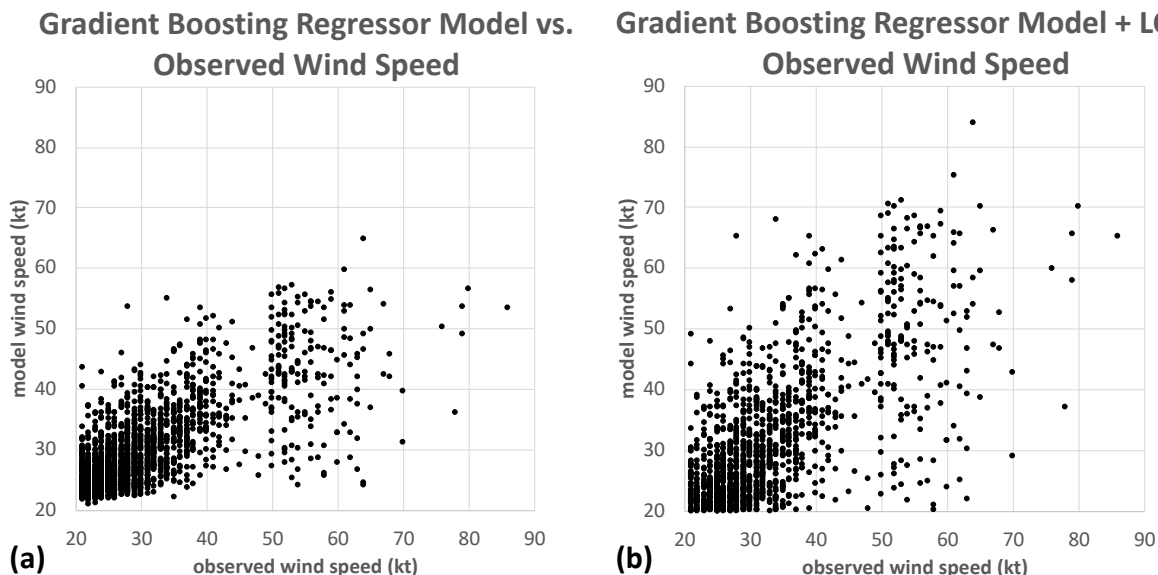 Gradient Boosting Regressor Model vs.
Observed Wind Speed
90
80
70
60
50
40
30
20
model wind speed (kt)
20 30 40 50 60 70 80 90
observed wind speed (kt)
(a)
Gradient Boosting Regressor Model +
Observed Wind Speed
90
80
70
60
50
40
30
20
model wind speed (kt)
20 30 40 50 60 70 80 90
observed wind speed (kt)
(b)